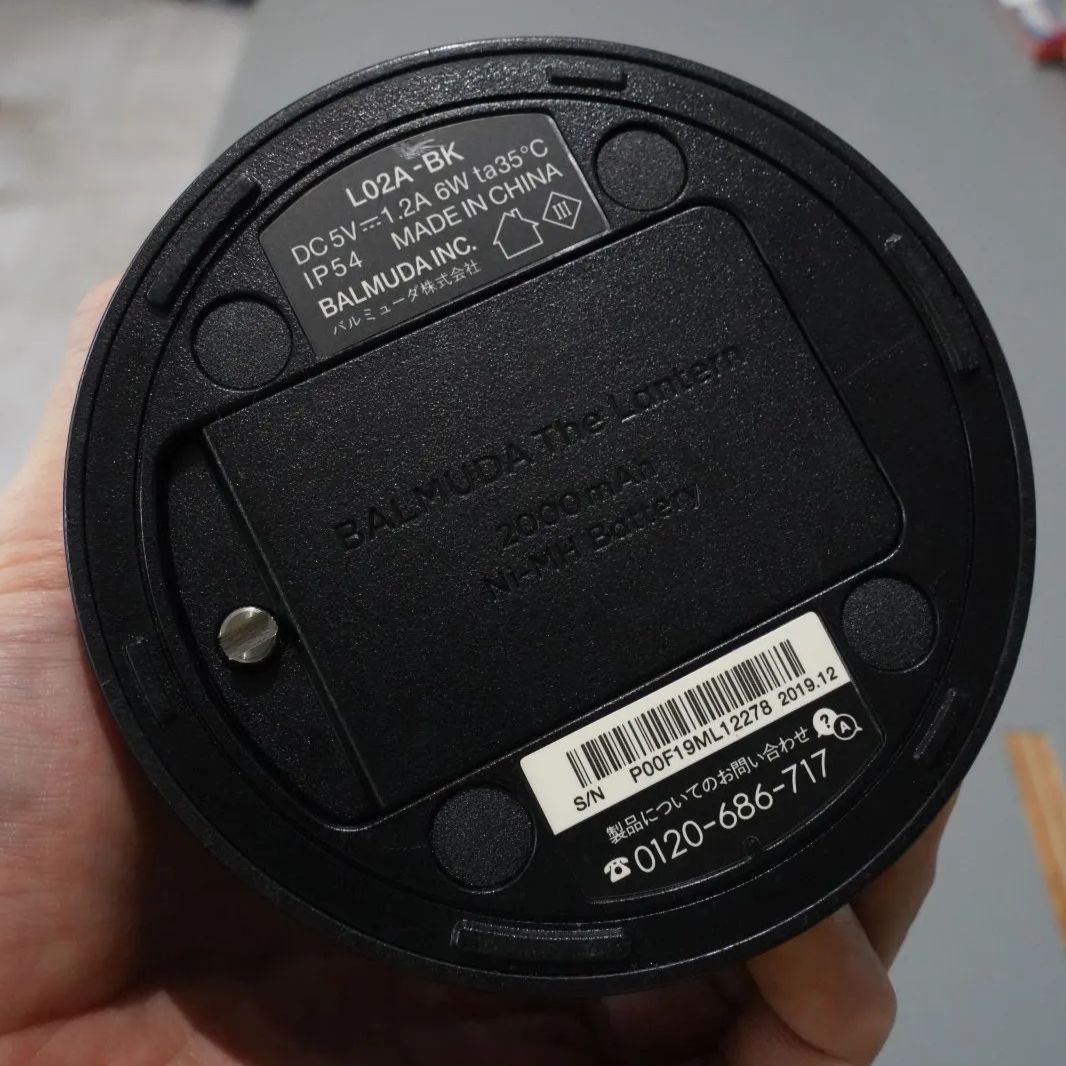 L02A-BK
DC5V⎓1.2A 6W ta35°C
IP54 MADE IN CHINA
BALMUDA INC.
バルミューダ株式会社
III
BALMUDA The Lantern
2000mAh
Ni-MH Battery
S/N P00F19ML12278 2019.12
製品についてのお問い合わせ ? A
☎0120-686-717